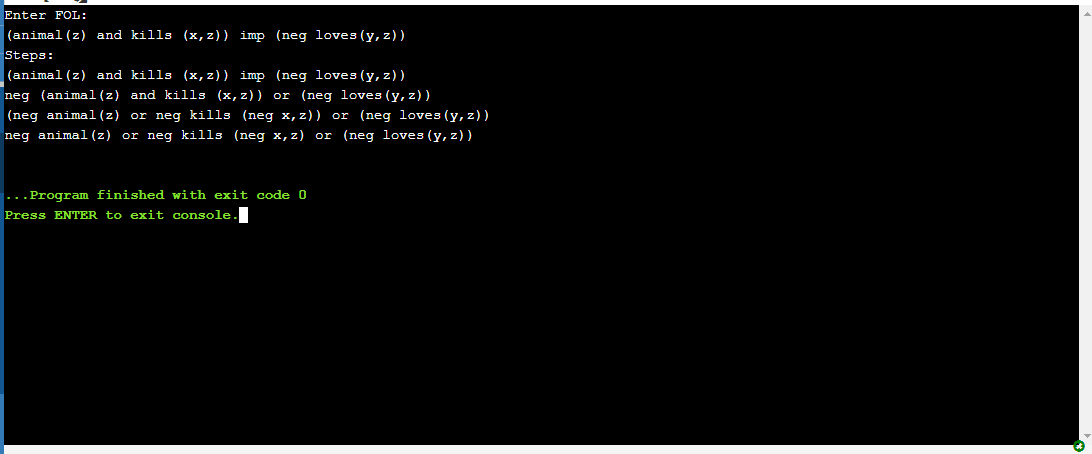 Enter FOL:
(animal(z) and kills (x,z)) imp (neg loves(y,z))
Steps:
(animal(z) and kills (x,z)) imp (neg loves(y,z))
neg (animal(z) and kills (x,z)) or (neg loves(y,z))
(neg animal(z) or neg kills (neg x,z)) or (neg loves(y,z))
neg animal(z) or neg kills (neg x,z) or (neg loves(y,z))
...Program finished with exit code 0
Press ENTER to exit console.